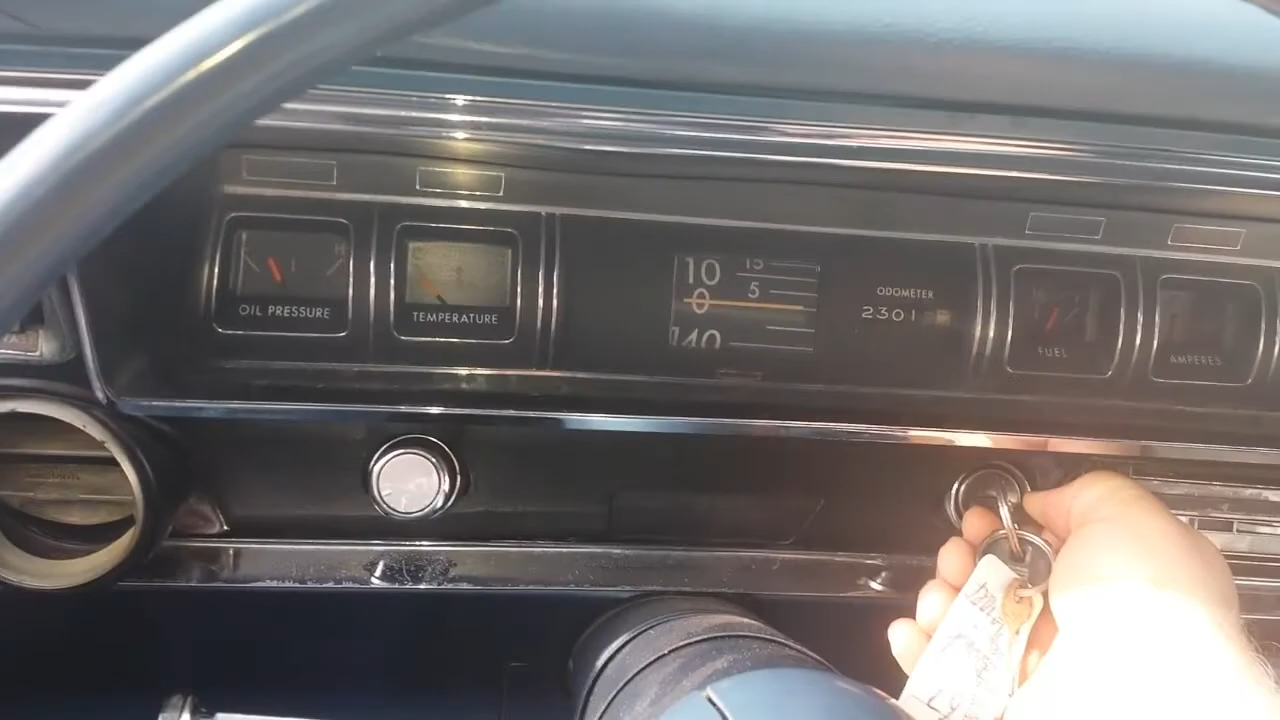 H
OIL PRESSURE
TEMPERATURE
10
0
140
15
5
ODOMETER
2301
FUEL
AMPERES